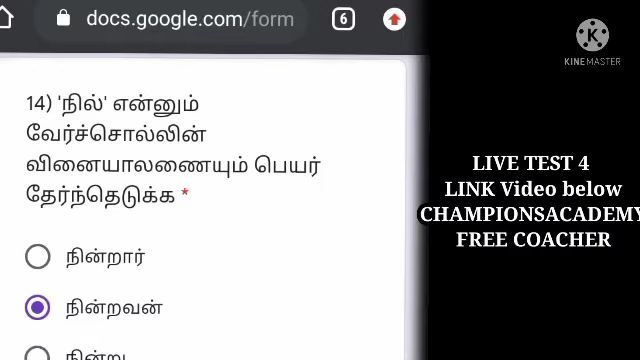 docs.google.com/form
6
K
KINEMASTER
14) 'நில்' என்னும்
வேர்ச்சொல்லின்
வினையாலணையும் பெயர்
தேர்ந்தெடுக்க *
நின்றார்
நின்றவன்
நின்று
LIVE TEST 4
LINK Video below
CHAMPIONSACADEMY
FREE COACHER